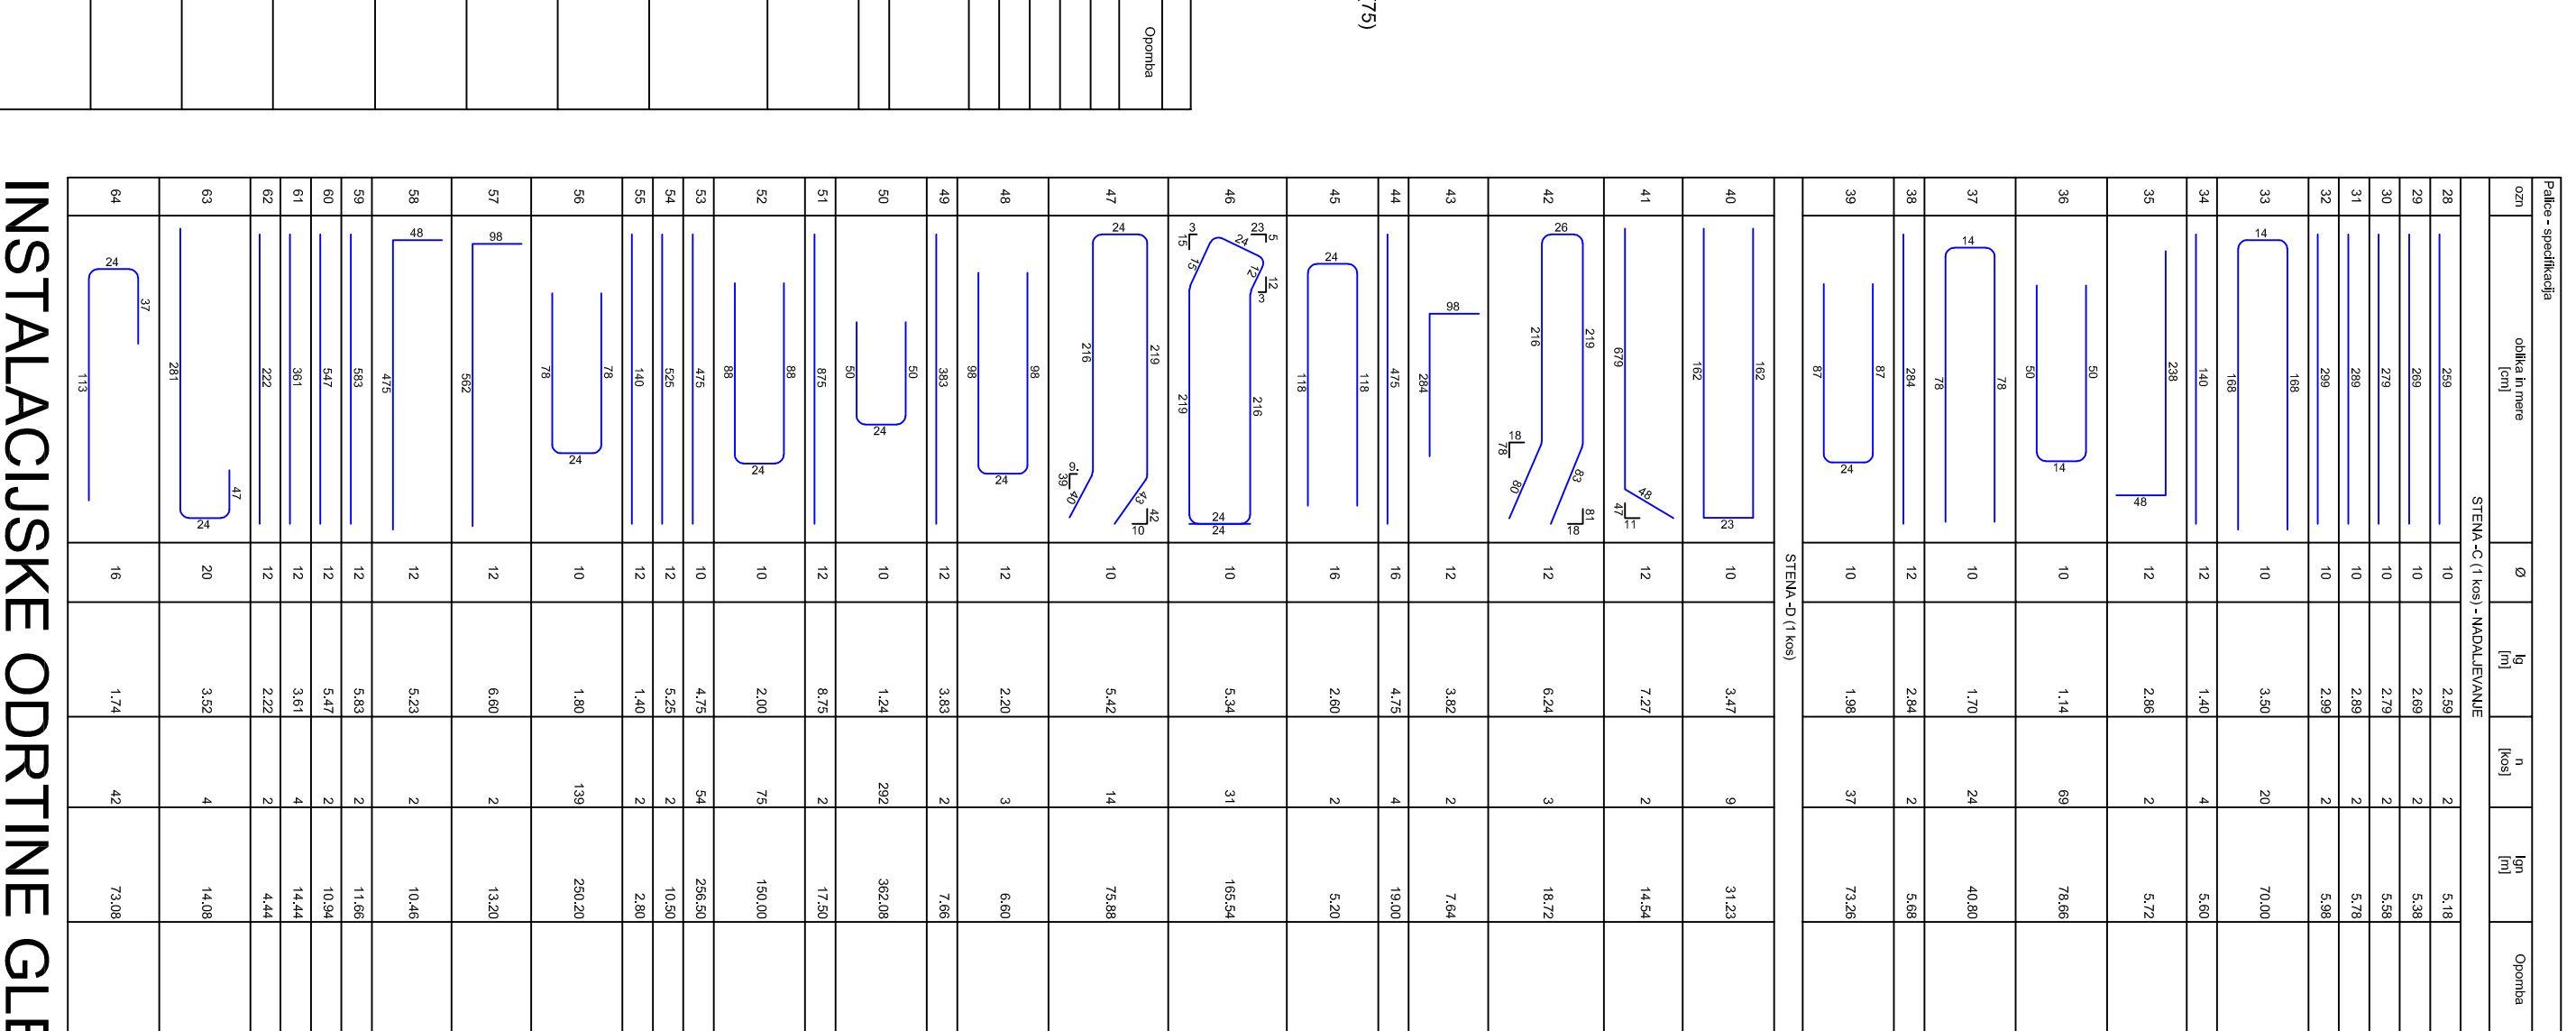 75)
Opomba
Palice - specifikacija
ozn oblika in mere [cm] Ø lg [m] n [kos] lgn [m] Opomba
STENA -C (1 kos) - NADALJEVANJE
28 259 10 2.59 2 5.18
29 269 10 2.69 2 5.38
30 279 10 2.79 2 5.58
31 289 10 2.89 2 5.78
32 299 10 2.99 2 5.98
33 14 168 168 10 3.50 20 70.00
34 140 12 1.40 4 5.60
35 238 48 12 2.86 2 5.72
36 50 50 14 10 1.14 69 78.66
37 14 78 78 10 1.70 24 40.80
38 284 12 2.84 2 5.68
39 87 87 24 10 1.98 37 73.26
STENA -D (1 kos)
40 162 162 23 10 3.47 9 31.23
41 679 48 47 11 12 7.27 2 14.54
42 26 219 216 18 78 83 80 81 18 12 6.24 3 18.72
43 98 284 12 3.82 2 7.64
44 475 16 4.75 4 19.00
45 24 118 118 16 2.60 2 5.20
46 3 15 23 5 24 15 12 12 3 216 219 24 24 10 5.34 31 165.54
47 24 219 216 9 39 40 43 42 10 10 5.42 14 75.88
48 98 98 24 12 2.20 3 6.60
49 383 12 3.83 2 7.66
50 50 50 24 10 1.24 292 362.08
51 875 12 8.75 2 17.50
52 88 88 24 10 2.00 75 150.00
53 475 10 4.75 54 256.50
54 525 12 5.25 2 10.50
55 140 12 1.40 2 2.80
56 78 78 24 10 1.80 139 250.20
57 98 562 12 6.60 2 13.20
58 48 475 12 5.23 2 10.46
59 583 12 5.83 2 11.66
60 547 12 5.47 2 10.94
61 361 12 3.61 4 14.44
62 222 12 2.22 2 4.44
63 281 47 24 20 3.52 4 14.08
64 24 37 113 16 1.74 42 73.08
INSTALACIJSKE ODRTINE GLE